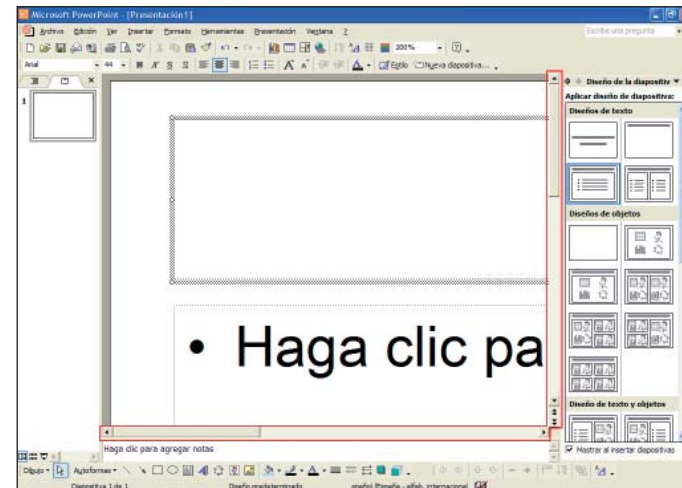 Microsoft PowerPoint - [Presentación1]
Archivo Edición Ver Insertar Formato Herramientas Presentación Ventana ?
Escriba una pregunta
200%
Arial 44 N K S S Estilo Nueva diapositiva...
Diseño de la diapositiv
Aplicar diseño de diapositiva:
1
Diseños de texto
Diseños de objetos
• Haga clic pa
Diseño de texto y objetos
Haga clic para agregar notas
Mostrar al insertar diapositivas
Dibujo Autoformas
Diapositiva 1 de 1 Diseño predeterminado español (España - alfab. internacional)